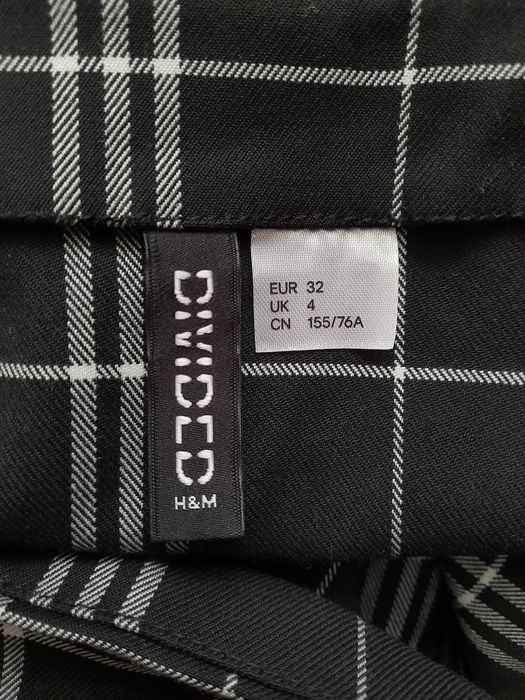 DIVIDED
H&M
EUR 32
UK 4
CN 155/76A